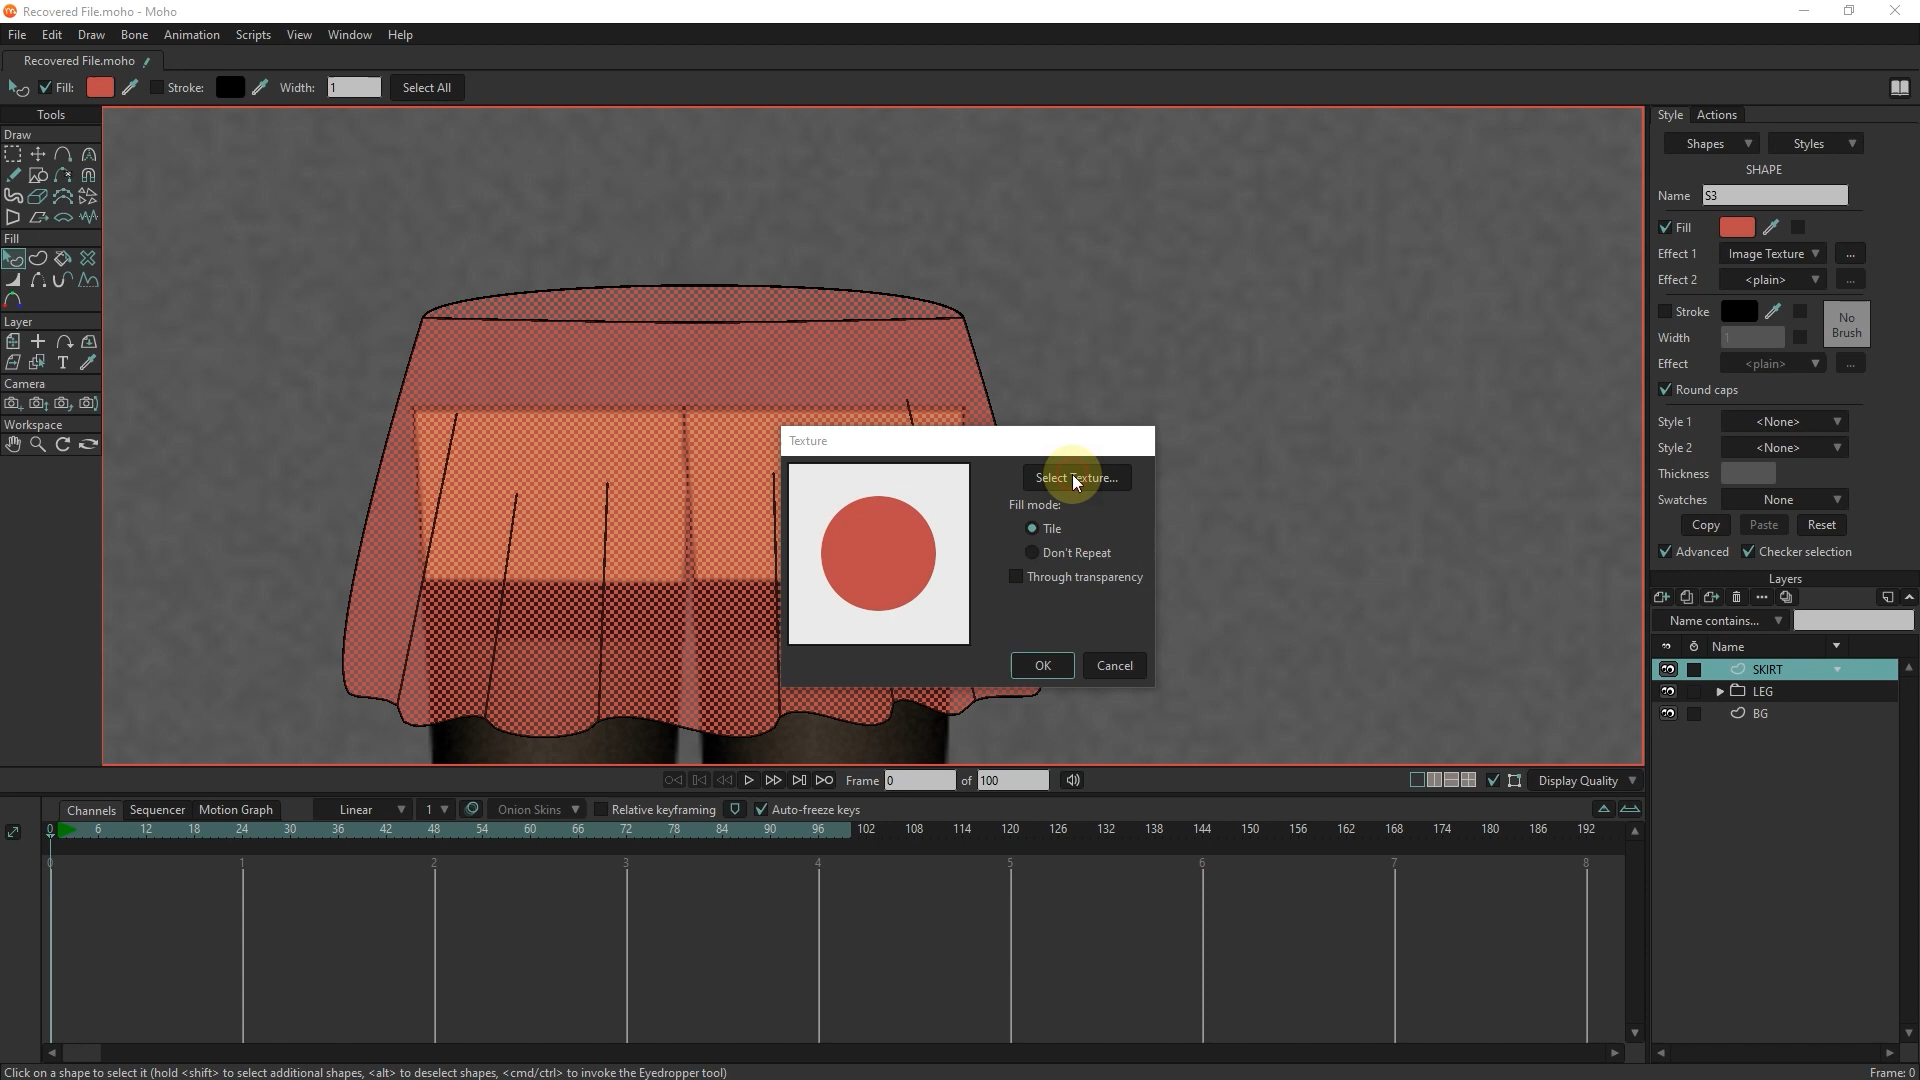 Recovered File.moho - Moho
File Edit Draw Bone Animation Scripts View Window Help
Recovered File.moho
Fill: Stroke: Width: 1 Select All
Tools
Draw
Fill
Layer
Camera
Workspace
Style Actions
Shapes Styles
SHAPE
Name S3
Fill
Effect 1 Image Texture ...
Effect 2 <plain> ...
Stroke No Brush
Width 1
Effect <plain> ...
Round caps
Style 1 <None>
Style 2 <None>
Thickness
Swatches None
Copy Paste Reset
Advanced Checker selection
Texture
Select Texture...
Fill mode:
Tile
Don't Repeat
Through transparency
OK Cancel
Layers
Name contains...
Name
SKIRT
LEG
BG
Frame 0 of 100 Display Quality
Channels Sequencer Motion Graph Linear 1 Onion Skins Relative keyframing Auto-freeze keys
0 6 12 18 24 30 36 42 48 54 60 66 72 78 84 90 96 102 108 114 120 126 132 138 144 150 156 162 168 174 180 186 192
0 1 2 3 4 5 6 7 8
Click on a shape to select it (hold <shift> to select additional shapes, <alt> to deselect shapes, <cmd/ctrl> to invoke the Eyedropper tool) Frame: 0